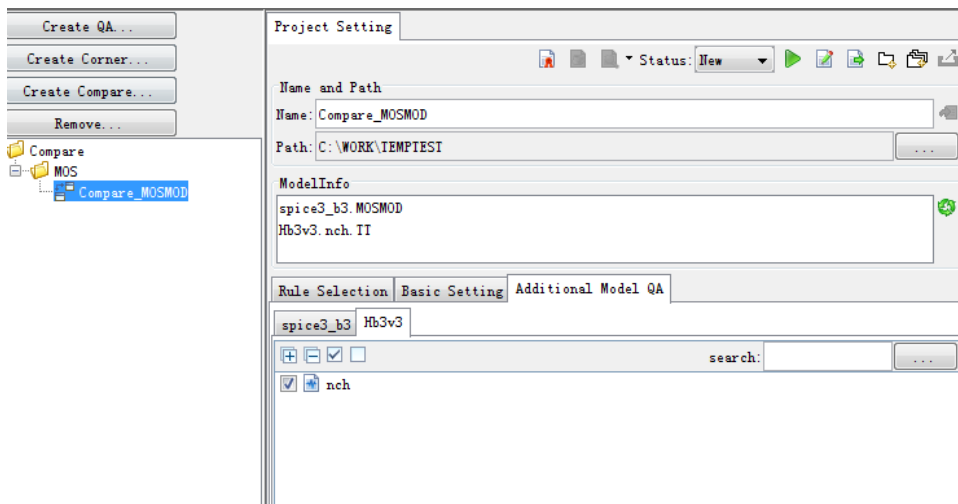 Create QA...
Create Corner...
Create Compare...
Remove...
Compare
MOS
Compare_MOSMOD
Project Setting
Status: New
Name and Path
Name: Compare_MOSMOD
Path: C:\WORK\TEMPTEST ...
ModelInfo
spice3_b3.MOSMOD
Hb3v3.nch.TT
Rule Selection Basic Setting Additional Model QA
spice3_b3 Hb3v3
search: ...
nch